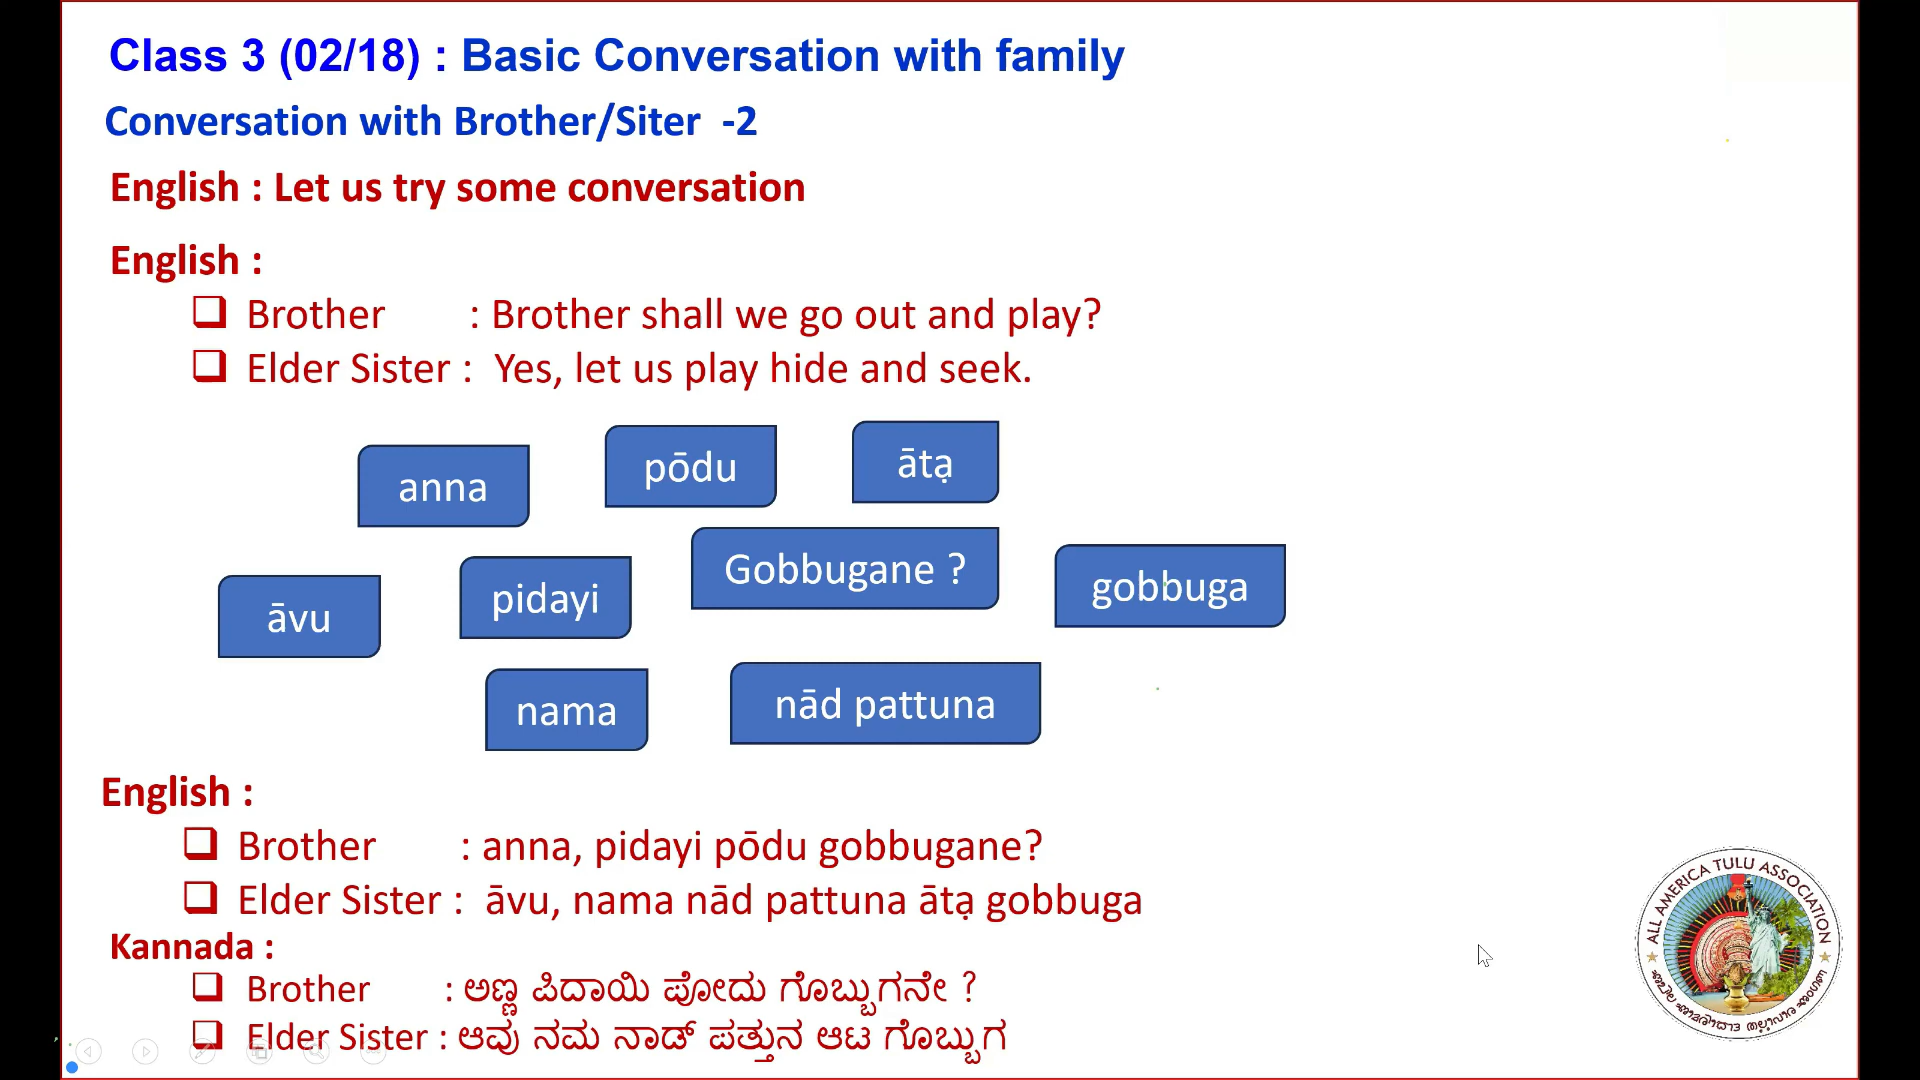 Class 3 (02/18) : Basic Conversation with family
Conversation with Brother/Siter -2
English : Let us try some conversation
English :
❑ Brother : Brother shall we go out and play?
❑ Elder Sister : Yes, let us play hide and seek.
anna
pōdu
ātạ
āvu
pidayi
Gobbugane ?
gobbuga
nama
nād pattuna
English :
❑ Brother : anna, pidayi pōdu gobbugane?
❑ Elder Sister : āvu, nama nād pattuna ātạ gobbuga
Kannada :
❑ Brother : ಅಣ್ಣ ಪಿದಾಯಿ ಪೋದು ಗೊಬ್ಬುಗನೇ ?
❑ Elder Sister : ಆವು ನಮ ನಾಡ್ ಪತ್ತುನ ಆಟ ಗೊಬ್ಬುಗ
ALL AMERICA TULU ASSOCIATION